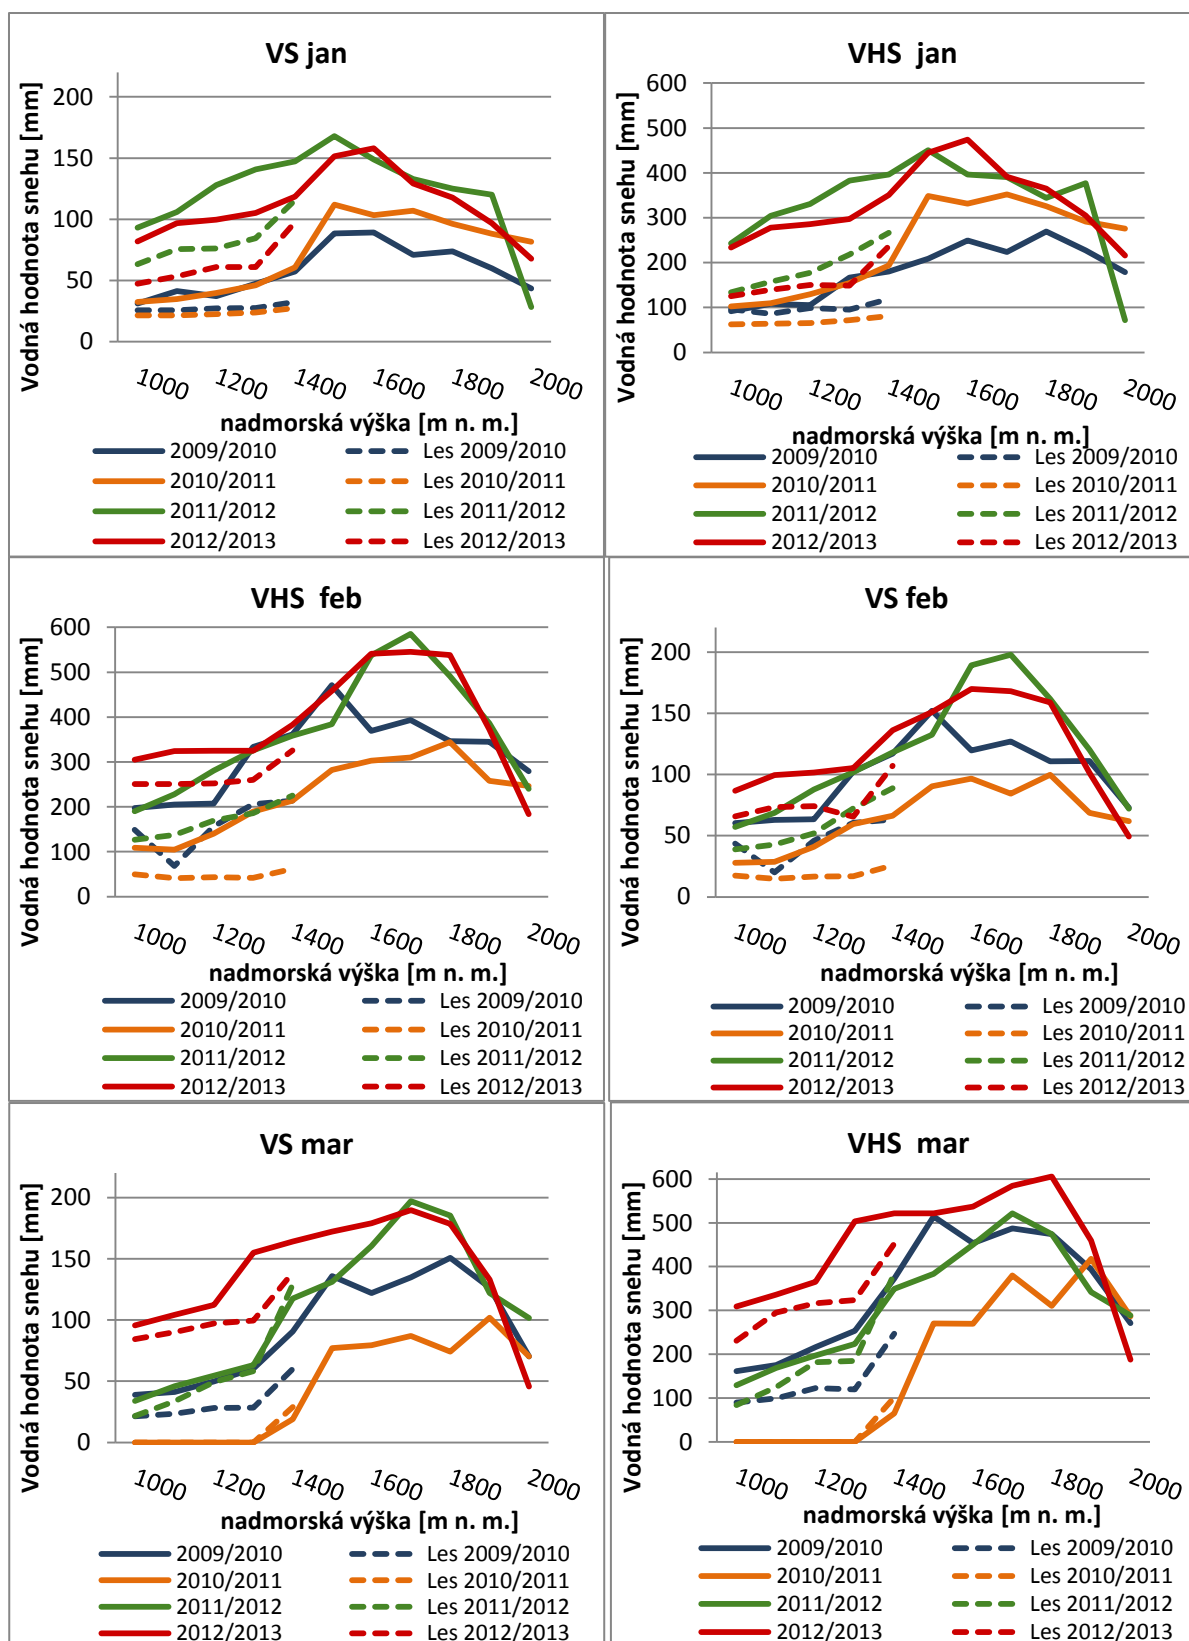 VS jan
Vodná hodnota snehu [mm]
200
150
100
50
0
1000 1200 1400 1600 1800 2000
nadmorská výška [m n. m.]
2009/2010 Les 2009/2010
2010/2011 Les 2010/2011
2011/2012 Les 2011/2012
2012/2013 Les 2012/2013
VHS jan
Vodná hodnota snehu [mm]
600
500
400
300
200
100
0
1000 1200 1400 1600 1800 2000
nadmorská výška [m n. m.]
2009/2010 Les 2009/2010
2010/2011 Les 2010/2011
2011/2012 Les 2011/2012
2012/2013 Les 2012/2013
VHS feb
Vodná hodnota snehu [mm]
600
500
400
300
200
100
0
1000 1200 1400 1600 1800 2000
nadmorská výška [m n. m.]
2009/2010 Les 2009/2010
2010/2011 Les 2010/2011
2011/2012 Les 2011/2012
2012/2013 Les 2012/2013
VS feb
Vodná hodnota snehu [mm]
200
150
100
50
0
1000 1200 1400 1600 1800 2000
nadmorská výška [m n. m.]
2009/2010 Les 2009/2010
2010/2011 Les 2010/2011
2011/2012 Les 2011/2012
2012/2013 Les 2012/2013
VS mar
Vodná hodnota snehu [mm]
200
150
100
50
0
1000 1200 1400 1600 1800 2000
nadmorská výška [m n. m.]
2009/2010 Les 2009/2010
2010/2011 Les 2010/2011
2011/2012 Les 2011/2012
2012/2013 Les 2012/2013
VHS mar
Vodná hodnota snehu [mm]
600
500
400
300
200
100
0
1000 1200 1400 1600 1800 2000
nadmorská výška [m n. m.]
2009/2010 Les 2009/2010
2010/2011 Les 2010/2011
2011/2012 Les 2011/2012
2012/2013 Les 2012/2013